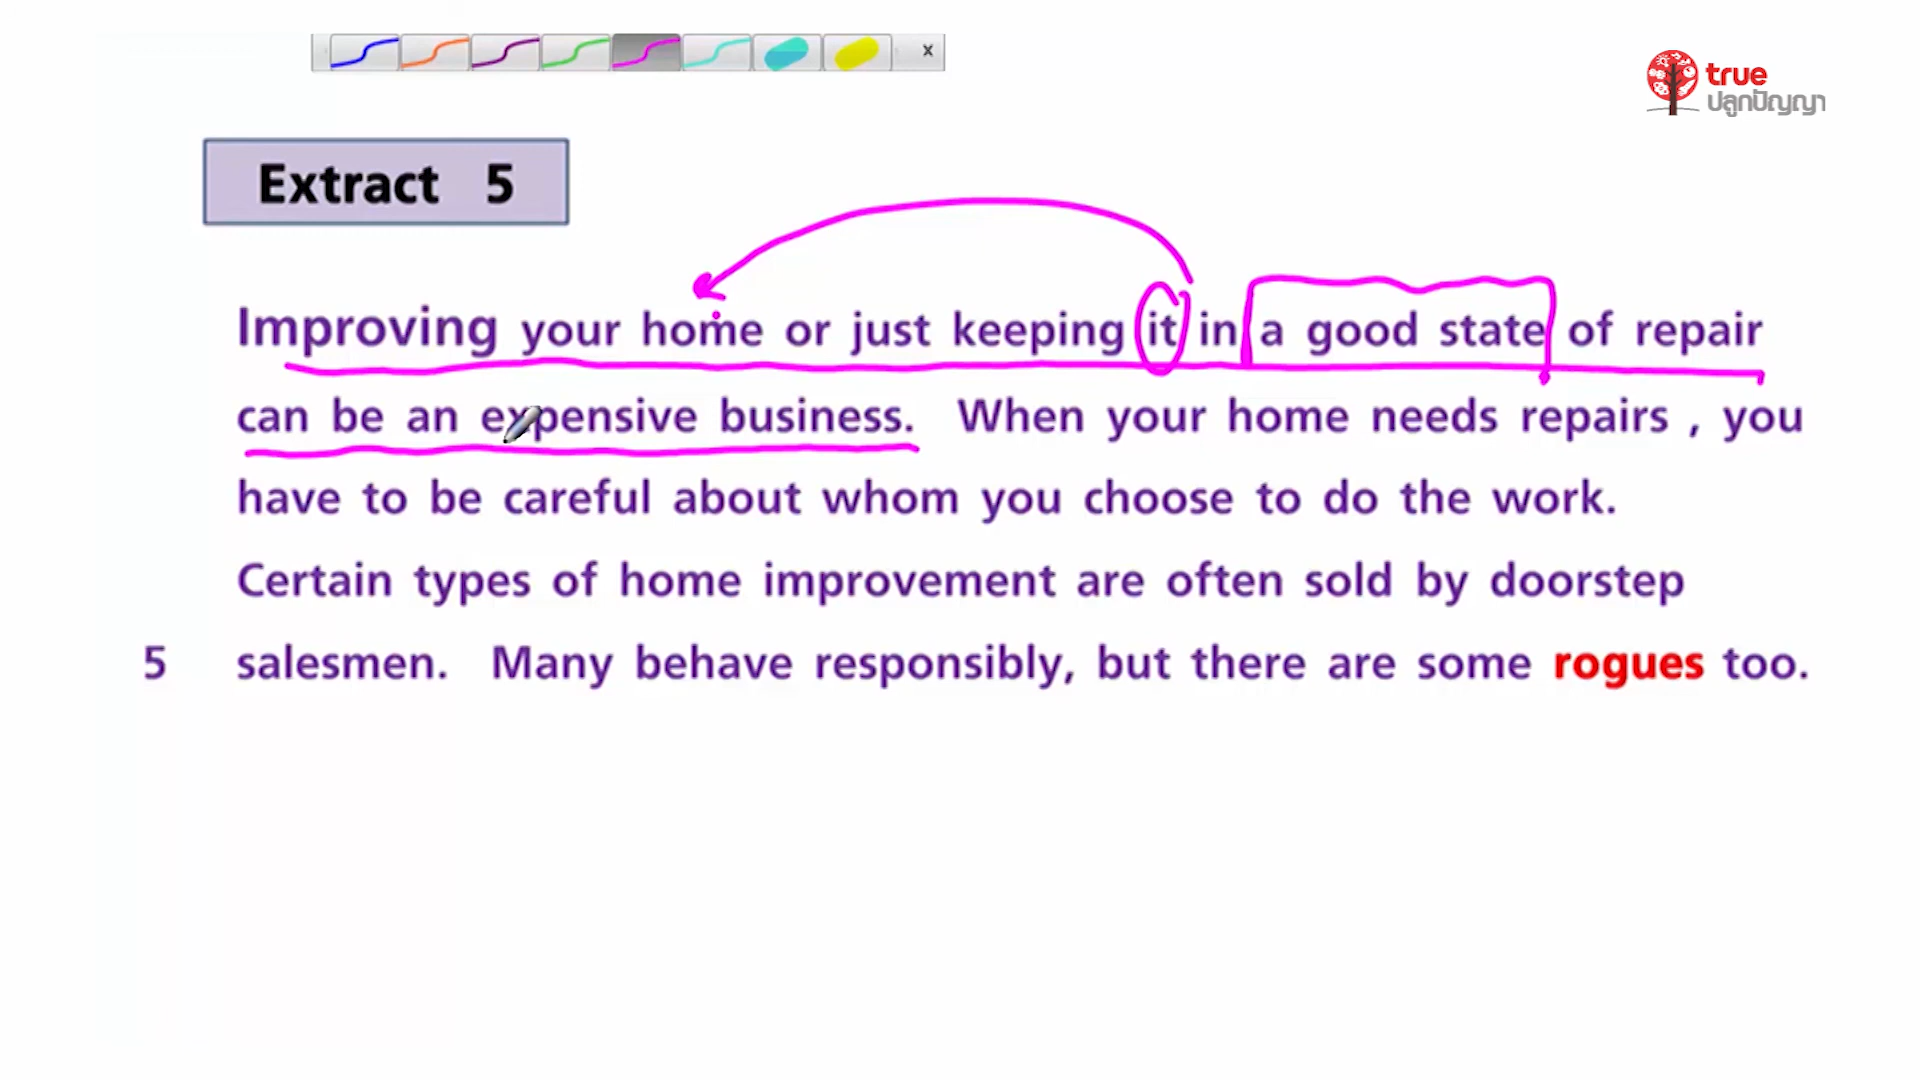 x
true
ปลูกปัญญา
Extract 5
Improving your home or just keeping it in a good state of repair
can be an expensive business. When your home needs repairs , you
have to be careful about whom you choose to do the work.
Certain types of home improvement are often sold by doorstep
5 salesmen. Many behave responsibly, but there are some rogues too.